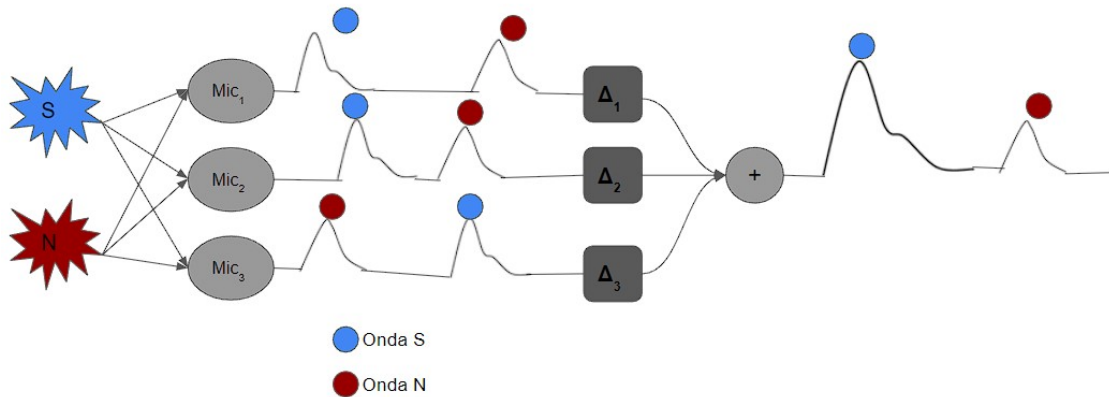 S
Mic1
Δ1
Mic2
Δ2
+
N
Mic3
Δ3
Onda S
Onda N